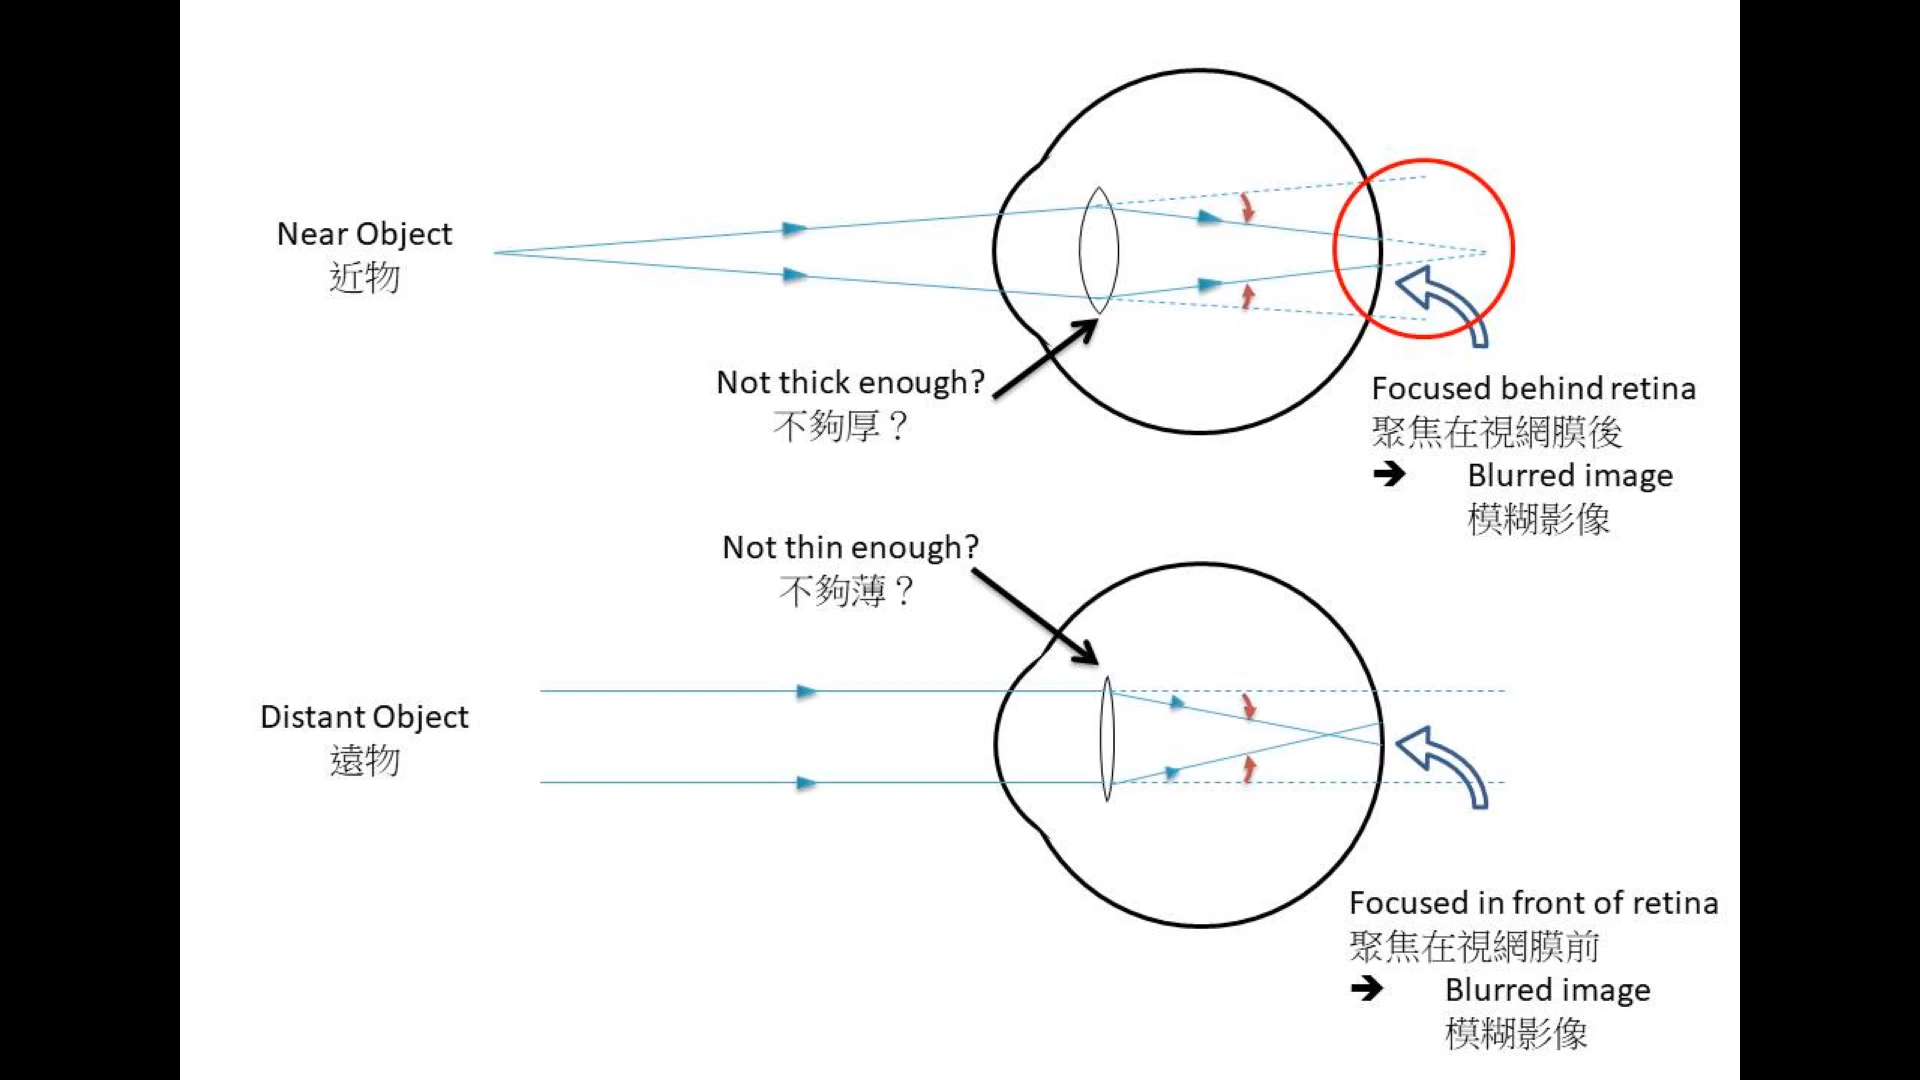 Near Object
近物
Not thick enough?
不夠厚？
Focused behind retina
聚焦在視網膜後
➔ Blurred image
模糊影像
Not thin enough?
不夠薄？
Distant Object
遠物
Focused in front of retina
聚焦在視網膜前
➔ Blurred image
模糊影像